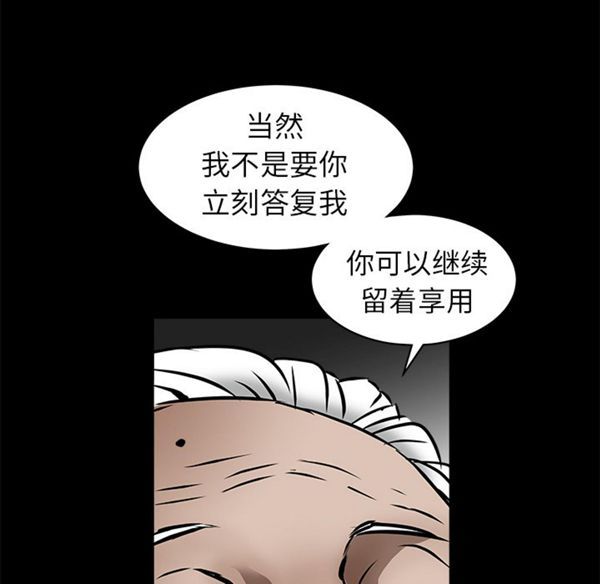 当然
我不是要你
立刻答复我
你可以继续
留着享用